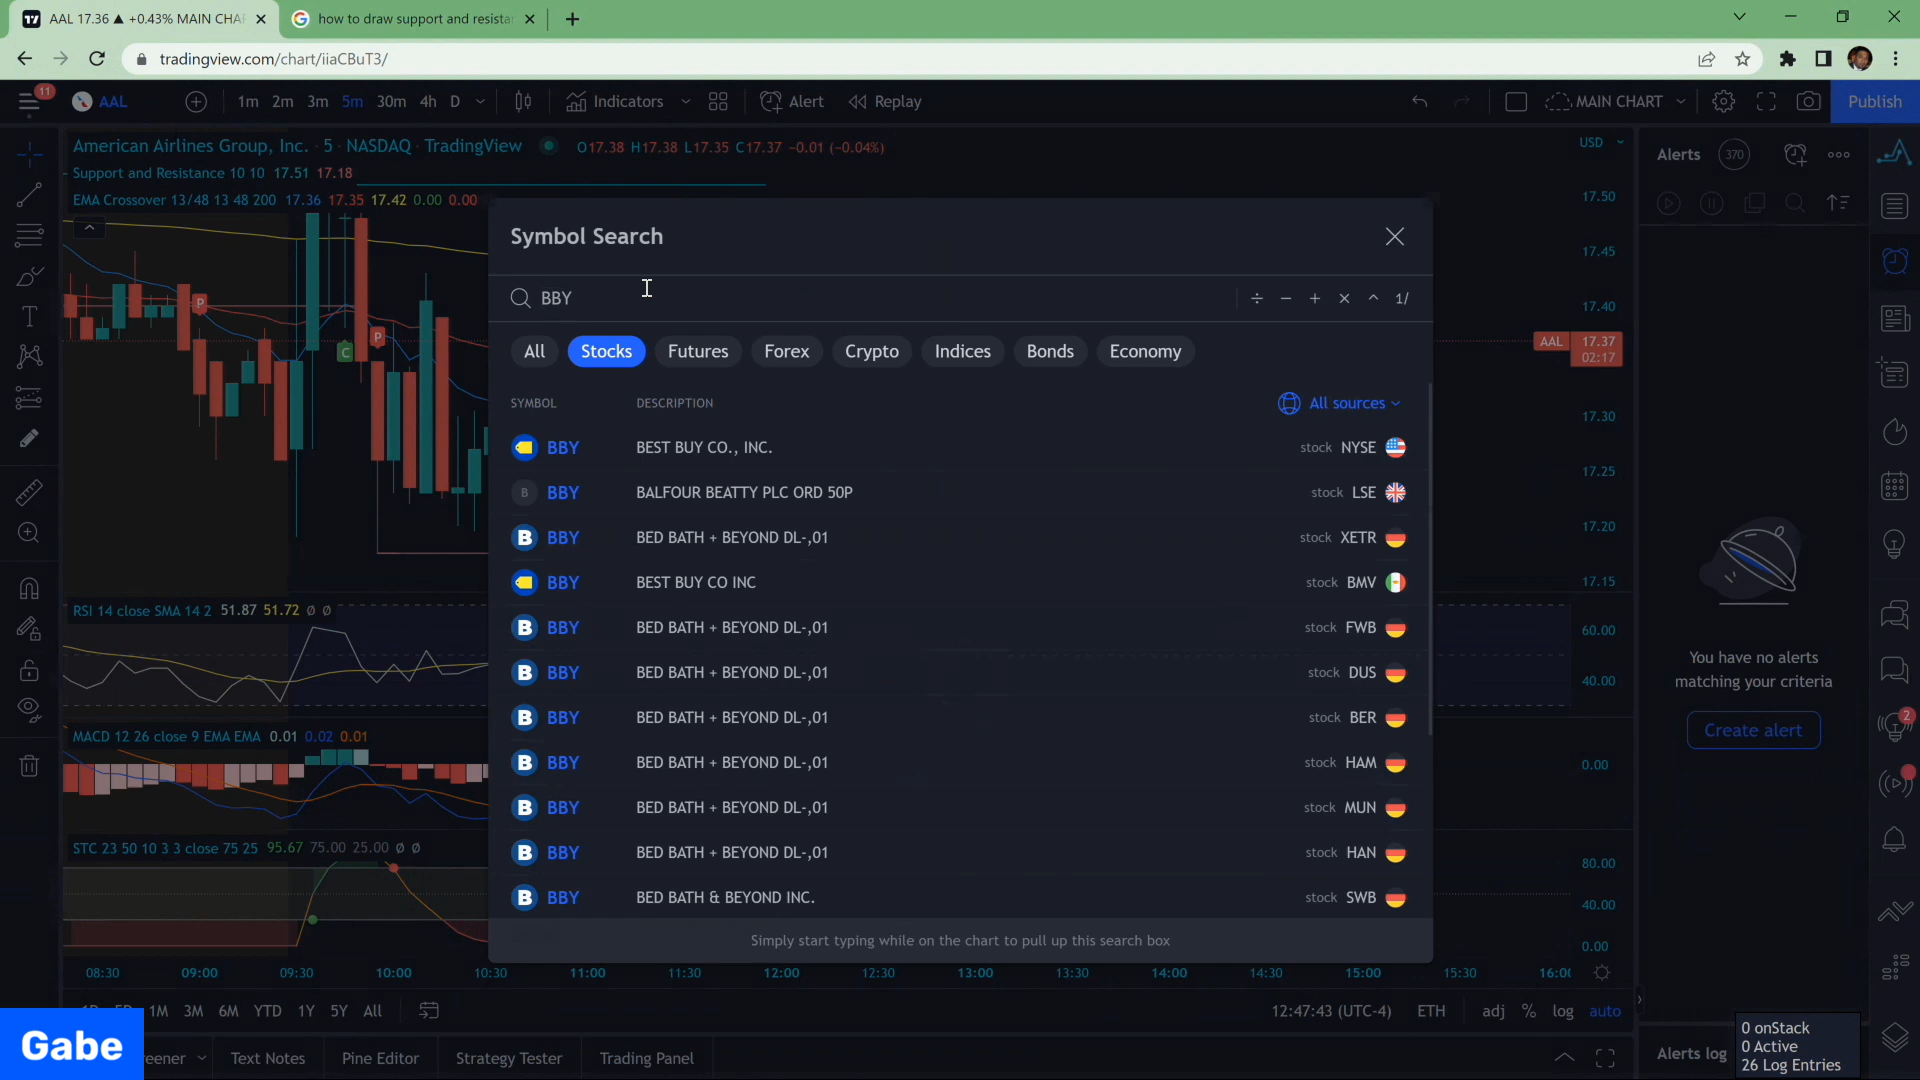 AAL 17.36 ▲ +0.43% MAIN CHA
how to draw support and resista
tradingview.com/chart/iiaCBuT3/
11
AAL
1m 2m 3m 5m 30m 4h D
Indicators
Alert
Replay
MAIN CHART
Publish
American Airlines Group, Inc. · 5 · NASDAQ · TradingView
O17.38 H17.38 L17.35 C17.37 −0.01 (−0.04%)
USD
Support and Resistance 10 10 17.51 17.18
EMA Crossover 13/48 13 48 200 17.36 17.35 17.42 0.00 0.00
Alerts 370
Symbol Search
BBY
÷ − + × ^ 1/
All Stocks Futures Forex Crypto Indices Bonds Economy
SYMBOL DESCRIPTION
All sources
BBY BEST BUY CO., INC. stock NYSE
B BBY BALFOUR BEATTY PLC ORD 50P stock LSE
B BBY BED BATH + BEYOND DL-,01 stock XETR
BBY BEST BUY CO INC stock BMV
B BBY BED BATH + BEYOND DL-,01 stock FWB
B BBY BED BATH + BEYOND DL-,01 stock DUS
B BBY BED BATH + BEYOND DL-,01 stock BER
B BBY BED BATH + BEYOND DL-,01 stock HAM
B BBY BED BATH + BEYOND DL-,01 stock MUN
B BBY BED BATH + BEYOND DL-,01 stock HAN
B BBY BED BATH & BEYOND INC. stock SWB
Simply start typing while on the chart to pull up this search box
P
C
P
17.50
17.45
17.40
AAL 17.37
02:17
17.35
17.30
17.25
17.20
17.15
60.00
40.00
0.00
80.00
40.00
0.00
RSI 14 close SMA 14 2 51.87 51.72 ø ø
MACD 12 26 close 9 EMA EMA 0.01 0.02 0.01
STC 23 50 10 3 3 close 75 25 95.67 75.00 25.00 ø ø
You have no alerts
matching your criteria
Create alert
2
08:30 09:00 09:30 10:00 10:30 11:00 11:30 12:00 12:30 13:00 13:30 14:00 14:30 15:00 15:30 16:00
1D 5D 1M 3M 6M YTD 1Y 5Y All
12:47:43 (UTC-4) ETH adj % log auto
Gabe
eener
Text Notes
Pine Editor
Strategy Tester
Trading Panel
Alerts log
0 onStack
0 Active
26 Log Entries